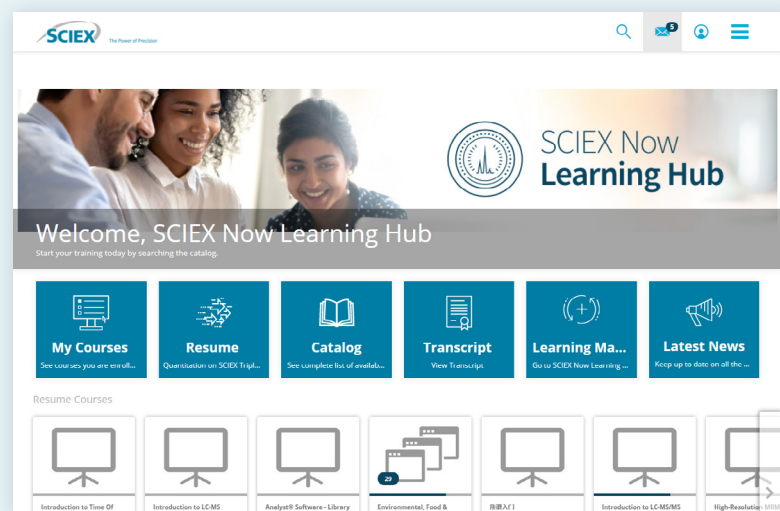 SCIEX
The Power of Precision
5
SCIEX Now
Learning Hub
Welcome, SCIEX Now Learning Hub
Start your training today by searching the catalog.
My Courses
See courses you are enroll...
Resume
Quantitation on SCIEX Tripl...
Catalog
See complete list of availab...
Transcript
View Transcript
Learning Ma...
Go to SCIEX Now Learning ...
Latest News
Keep up to date on all the ...
Resume Courses
29
Introduction to Time Of
Introduction to LC-MS
Analyst® Software - Library
Environmental, Food &
Introduction to LC-MS/MS
High-Resolution MRM